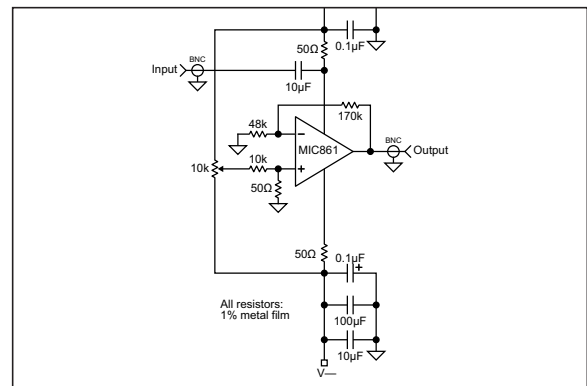 50Ω
0.1µF
BNC
Input
10µF
170k
48k
−
MIC861
BNC
Output
10k
10k
+
50Ω
50Ω
0.1µF
+
All resistors:
1% metal film
100µF
10µF
V—